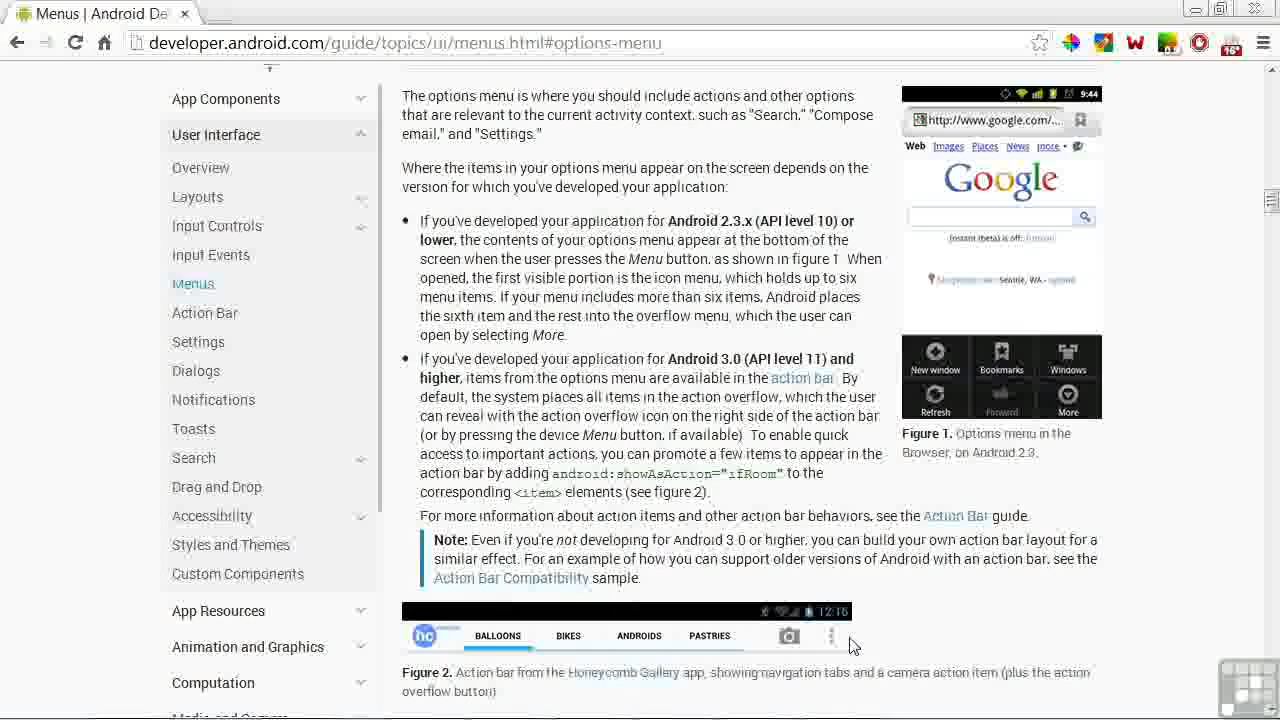 Menus | Android De
developer.android.com/guide/topics/ui/menus.html#options-menu
App Components
User Interface
Overview
Layouts
Input Controls
Input Events
Menus
Action Bar
Settings
Dialogs
Notifications
Toasts
Search
Drag and Drop
Accessibility
Styles and Themes
Custom Components
App Resources
Animation and Graphics
Computation
The options menu is where you should include actions and other options
that are relevant to the current activity context, such as "Search," "Compose
email," and "Settings."
Where the items in your options menu appear on the screen depends on the
version for which you've developed your application:
If you've developed your application for Android 2.3.x (API level 10) or
lower, the contents of your options menu appear at the bottom of the
screen when the user presses the Menu button, as shown in figure 1. When
opened, the first visible portion is the icon menu, which holds up to six
menu items. If your menu includes more than six items, Android places
the sixth item and the rest into the overflow menu, which the user can
open by selecting More.
If you've developed your application for Android 3.0 (API level 11) and
higher, items from the options menu are available in the action bar. By
default, the system places all items in the action overflow, which the user
can reveal with the action overflow icon on the right side of the action bar
(or by pressing the device Menu button, if available). To enable quick
access to important actions, you can promote a few items to appear in the
action bar by adding android:showAsAction="ifRoom" to the
corresponding <item> elements (see figure 2).
For more information about action items and other action bar behaviors, see the Action Bar guide.
Note: Even if you're not developing for Android 3.0 or higher, you can build your own action bar layout for a
similar effect. For an example of how you can support older versions of Android with an action bar, see the
Action Bar Compatibility sample.
12:16
hc BALLOONS BIKES ANDROIDS PASTRIES
Figure 2. Action bar from the Honeycomb Gallery app, showing navigation tabs and a camera action item (plus the action
overflow button).
9:44
http://www.google.com/...
Web Images Places News more
Google
Instant (beta) is off:
Seattle, WA -
New window Bookmarks Windows
Refresh Forward More
Figure 1. Options menu in the
Browser, on Android 2.3.